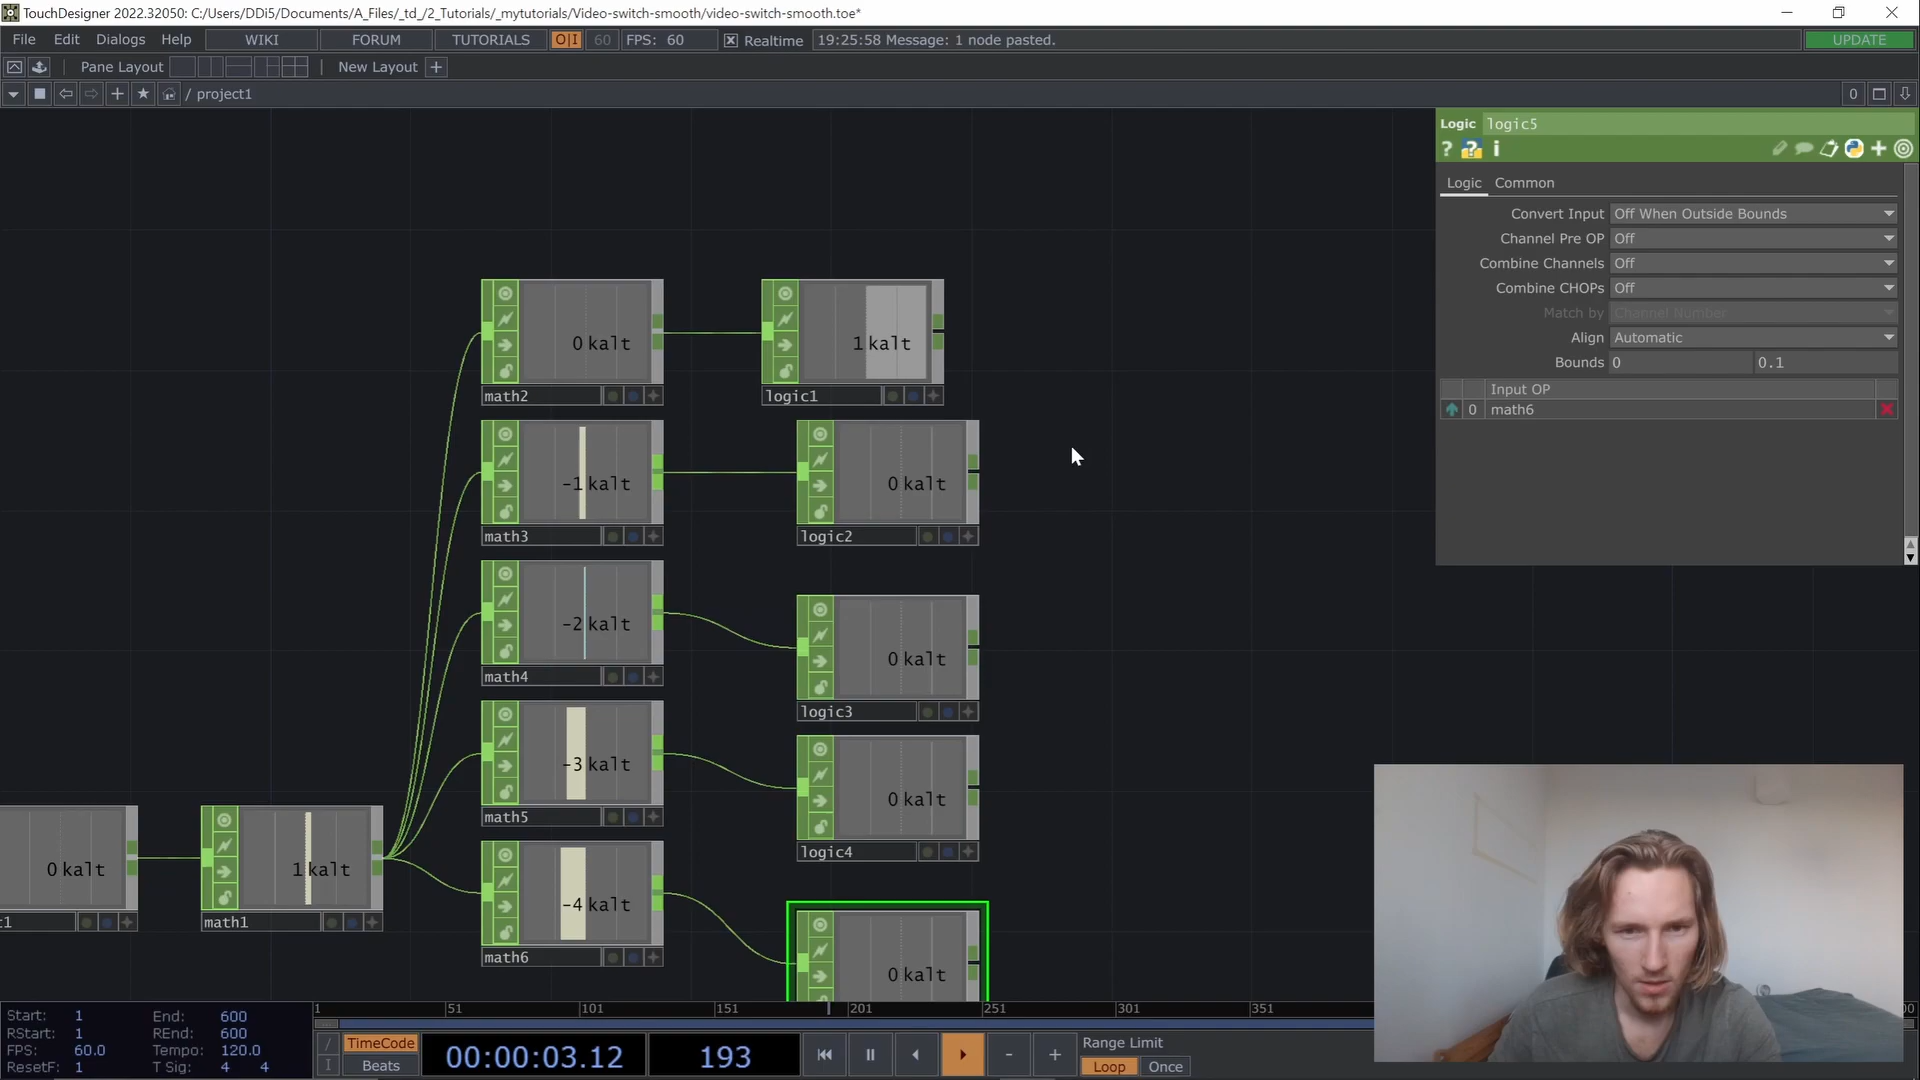 TouchDesigner 2022.32050: C:/Users/DDi5/Documents/A_Files/_td_/2_Tutorials/_mytutorials/Video-switch-smooth/video-switch-smooth.toe*
File Edit Dialogs Help WIKI FORUM TUTORIALS O|I 60 FPS: 60 Realtime 19:25:58 Message: 1 node pasted. UPDATE
Pane Layout New Layout +
/ project1 0
Logic logic5
? ? i
Logic Common
Convert Input Off When Outside Bounds
Channel Pre OP Off
Combine Channels Off
Combine CHOPs Off
Match by Channel Number
Align Automatic
Bounds 0 0.1
Input OP
0 math6
0 kalt
math2
1 kalt
logic1
-1 kalt
math3
0 kalt
logic2
-2 kalt
math4
0 kalt
logic3
-3 kalt
math5
0 kalt
logic4
0 kalt
t1
1 kalt
math1
-4 kalt
math6
0 kalt
1 51 101 151 201 251 301 351
Start: 1 End: 600
RStart: 1 REnd: 600
FPS: 60.0 Tempo: 120.0
ResetF: 1 T Sig: 4 4
TimeCode
Beats
00:00:03.12 193
- +
Range Limit
Loop Once